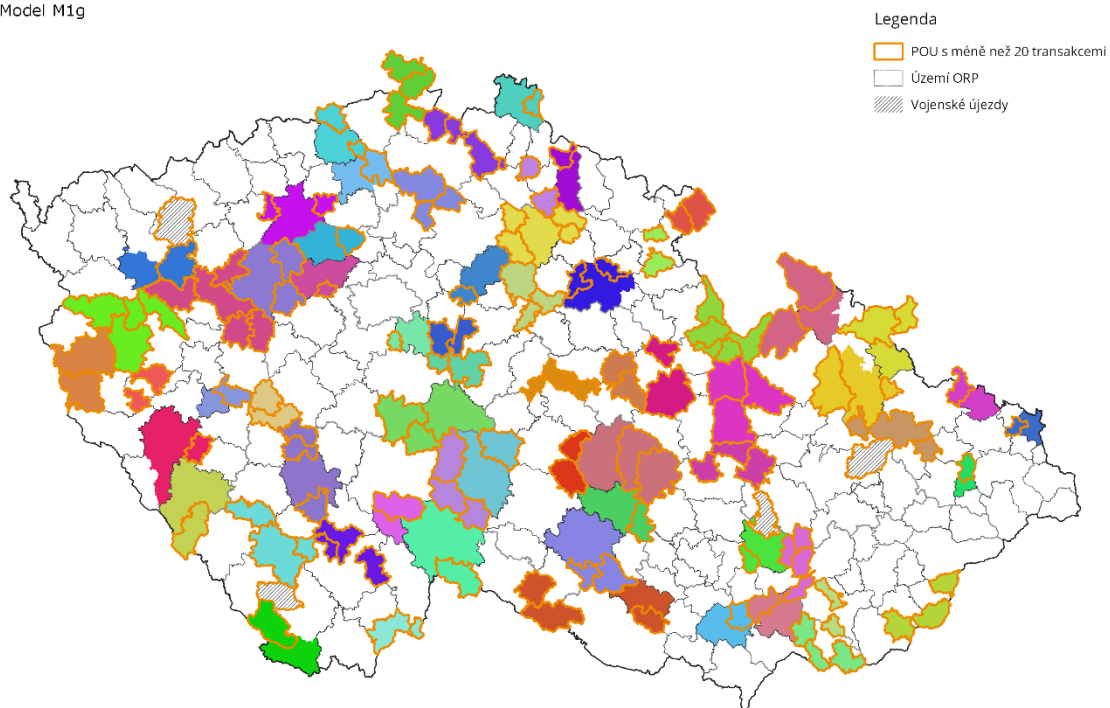 Model M1g
Legenda
POU s méně než 20 transakcemi
Území ORP
Vojenské újezdy